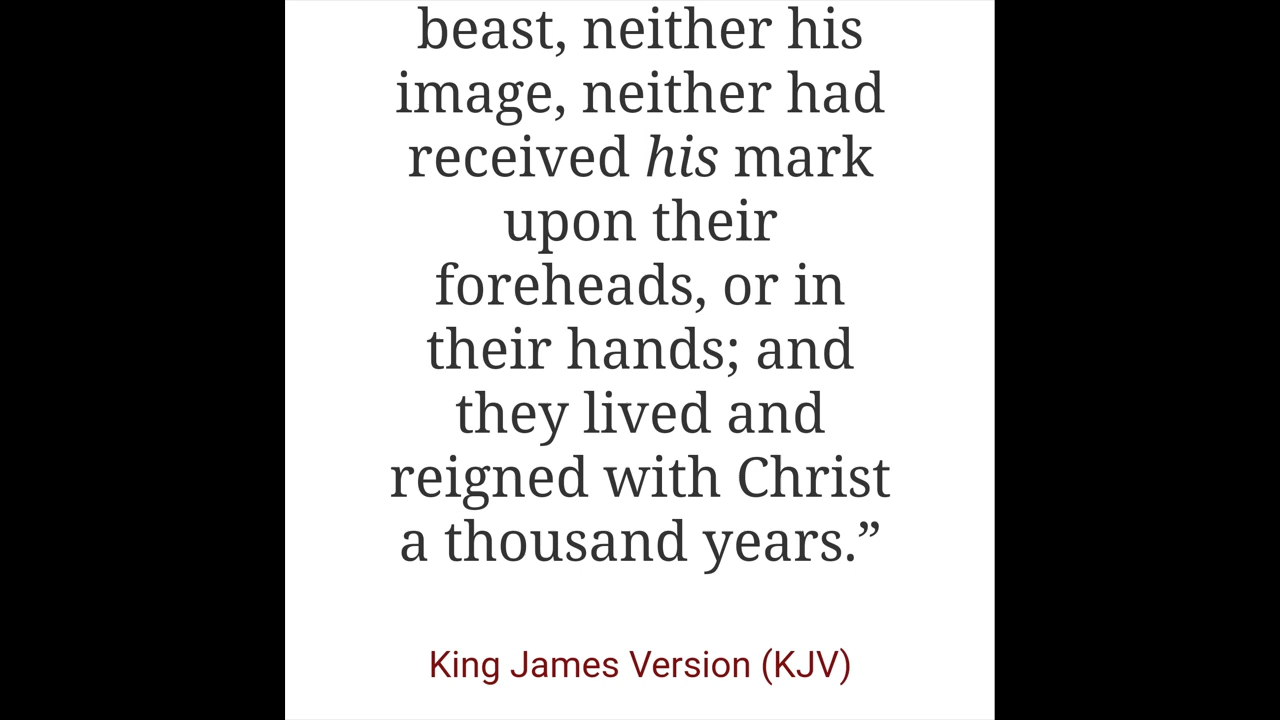 beast, neither his
image, neither had
received his mark
upon their
foreheads, or in
their hands; and
they lived and
reigned with Christ
a thousand years.”
King James Version (KJV)